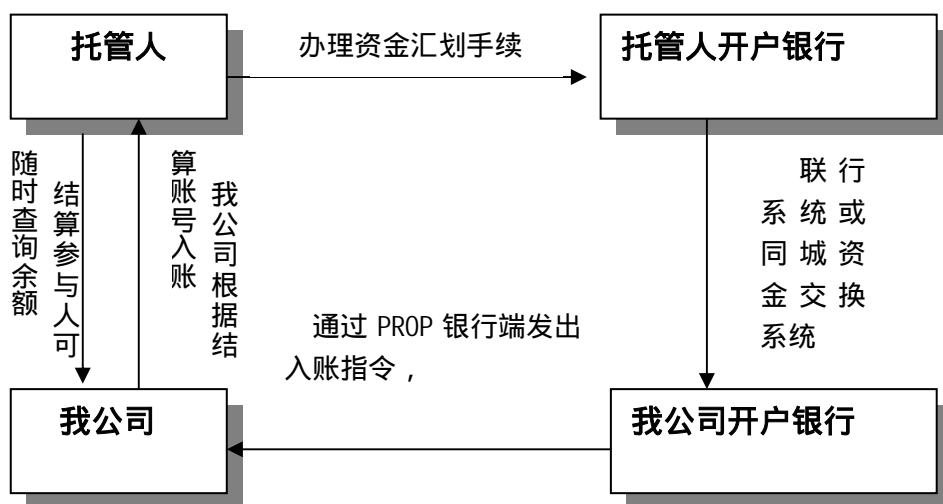 托管人
办理资金汇划手续
托管人开户银行
结算参与人可
随时查询余额
我公司根据结
算账号入账
联行
系统或
同城资
金交换
系统
通过 PROP 银行端发出
入账指令，
我公司
我公司开户银行